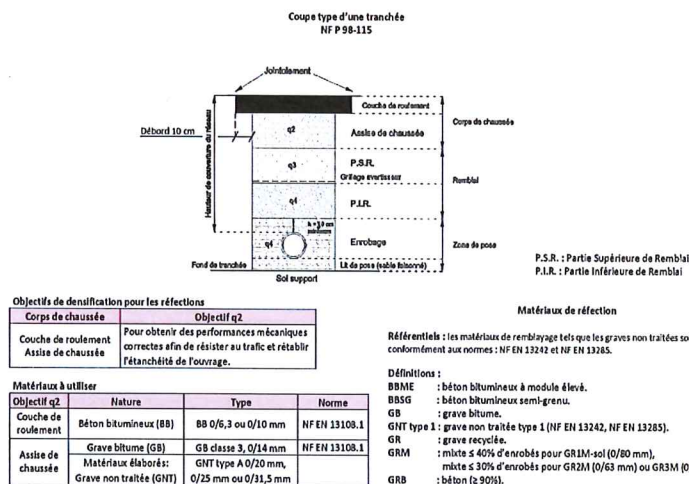 Coupe type d'une tranchée
NF P 98-115
Jointoiement
Couche de roulement
Corps de chaussée
Débord 10 cm
Hauteur de couverture du réseau
q2
Assise de chaussée
q3
P.S.R.
Grillage avertisseur
Remblai
q4
P.I.R.
q4
Enrobage
Zone de pose
Fond de tranchée
Lit de pose (sable foisonné)
Sol support
P.S.R. : Partie Supérieure de Remblai
P.I.R. : Partie Inférieure de Remblai
Objectifs de densification pour les réfections
Corps de chaussée Objectif q2
Couche de roulement
Assise de chaussée
Pour obtenir des performances mécaniques
correctes afin de résister au trafic et rétablir
l'étanchéité de l'ouvrage.
Matériaux à utiliser
Objectif q2 Nature Type Norme
Couche de
roulement
Béton bitumineux (BB) BB 0/6,3 ou 0/10 mm NF EN 13108.1
Assise de
chaussée
Grave bitume (GB) GB classe 3, 0/14 mm NF EN 13108.1
Matériaux élaborés:
Grave non traitée (GNT)
GNT type A 0/20 mm,
0/25 mm ou 0/31,5 mm
Matériaux de réfection
Référentiels : les matériaux de remblayage tels que les graves non traitées so
conformément aux normes : NF EN 13242 et NF EN 13285.
Définitions :
BBME : béton bitumineux à module élevé.
BBSG : béton bitumineux semi-grenu.
GB : grave bitume.
GNT type 1 : grave non traitée type 1 (NF EN 13242, NF EN 13285).
GR : grave recyclée.
GRM : mixte ≤ 40% d'enrobés pour GR1M-sol (0/80 mm),
mixte ≤ 30% d'enrobés pour GR2M (0/63 mm) ou GR3M (0
GRB : béton (≥ 90%).